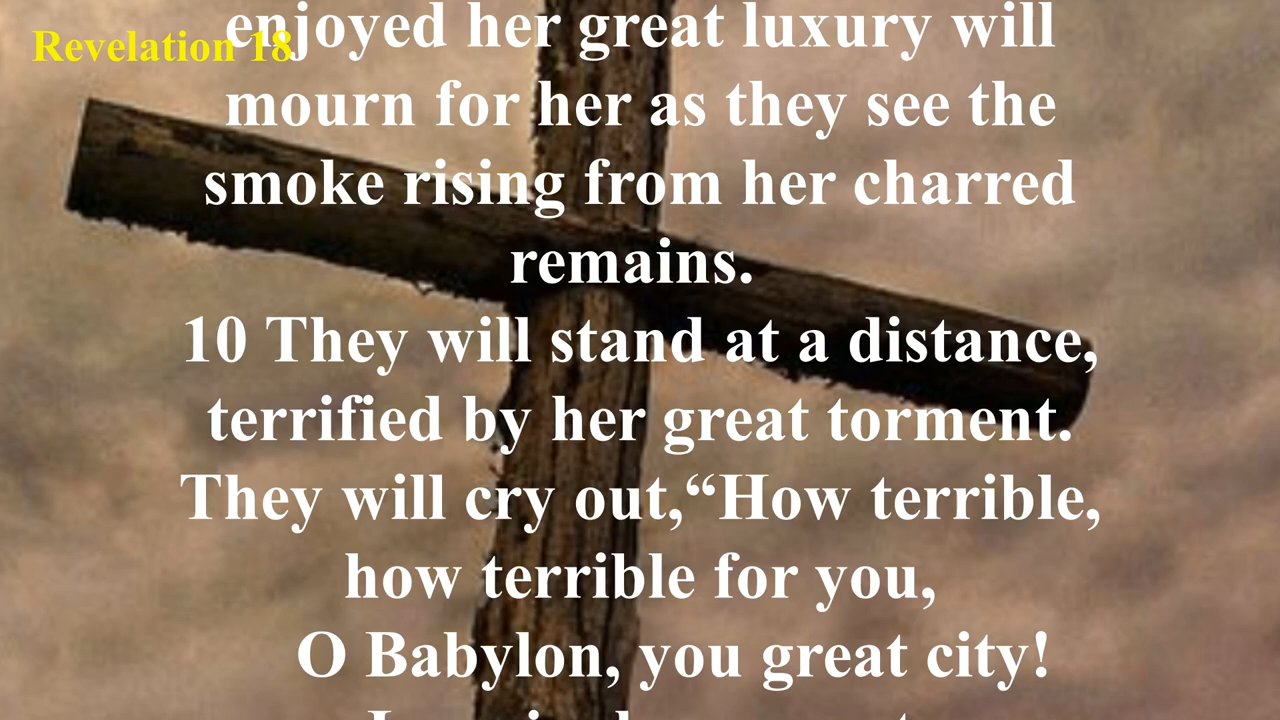 Revelation 18
enjoyed her great luxury will
mourn for her as they see the
smoke rising from her charred
remains.
10 They will stand at a distance,
terrified by her great torment.
They will cry out,“How terrible,
how terrible for you,
O Babylon, you great city!